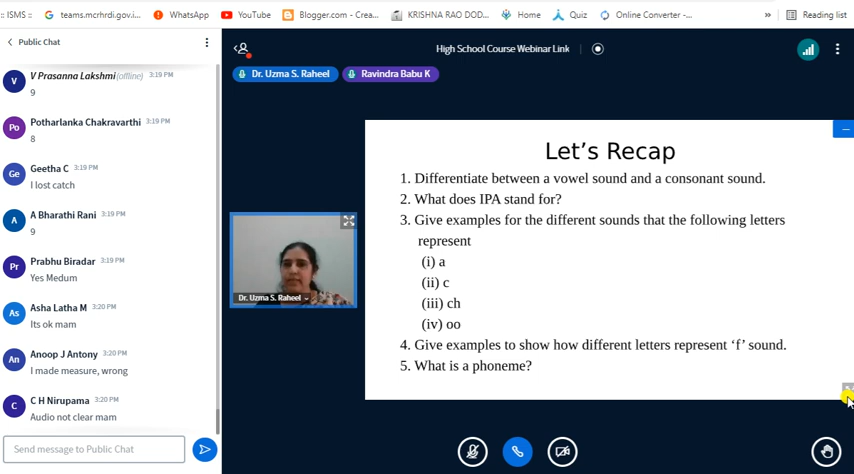 :: ISMS ::
teams.mcrhrdi.gov.i...
WhatsApp
YouTube
Blogger.com - Crea...
KRISHNA RAO DOD...
Home
Quiz
Online Converter -...
»
Reading list
Public Chat
V
V Prasanna Lakshmi (offline) 3:19 PM
9
Po
Potharlanka Chakravarthi 3:19 PM
8
Ge
Geetha C 3:19 PM
I lost catch
A
A Bharathi Rani 3:19 PM
9
Pr
Prabhu Biradar 3:19 PM
Yes Medum
As
Asha Latha M 3:20 PM
Its ok mam
An
Anoop J Antony 3:20 PM
I made measure, wrong
C
C H Nirupama 3:20 PM
Audio not clear mam
Send message to Public Chat
High School Course Webinar Link
Dr. Uzma S. Raheel
Ravindra Babu K
Dr. Uzma S. Raheel
Let's Recap
1. Differentiate between a vowel sound and a consonant sound.
2. What does IPA stand for?
3. Give examples for the different sounds that the following letters
represent
(i) a
(ii) c
(iii) ch
(iv) oo
4. Give examples to show how different letters represent ‘f’ sound.
5. What is a phoneme?